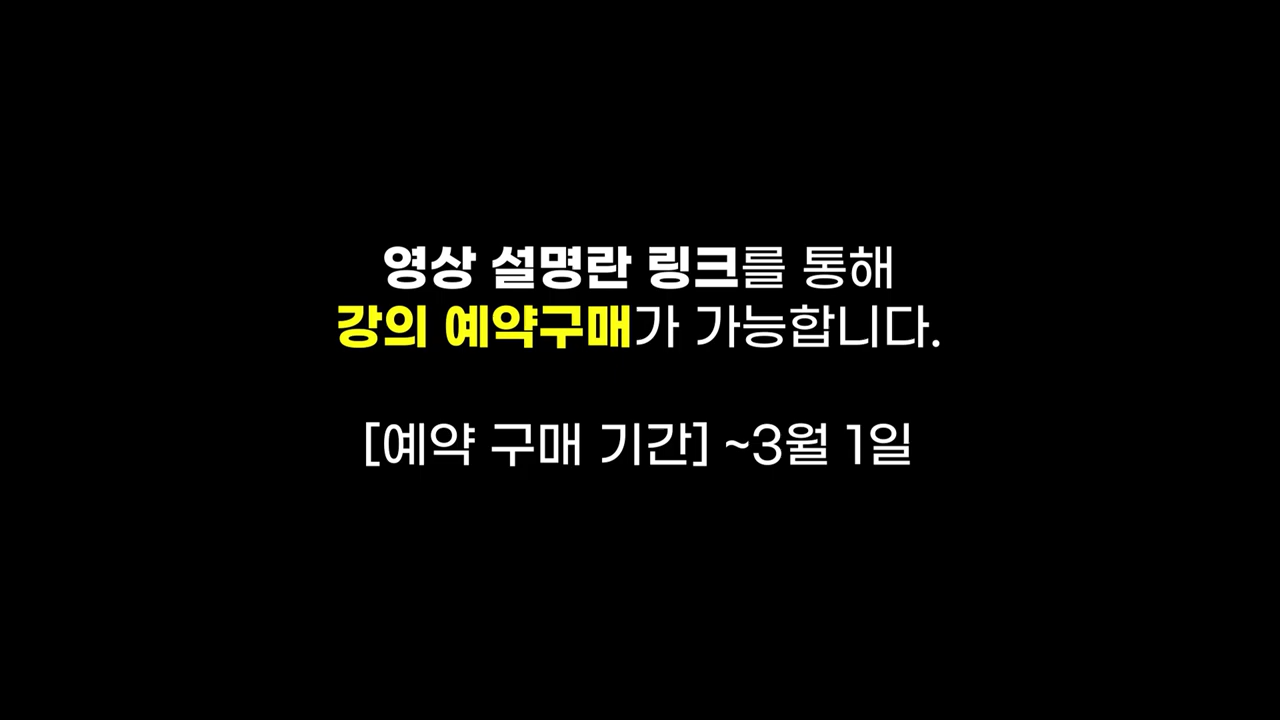 영상 설명란 링크를 통해
강의 예약구매가 가능합니다.
[예약 구매 기간] ~3월 1일